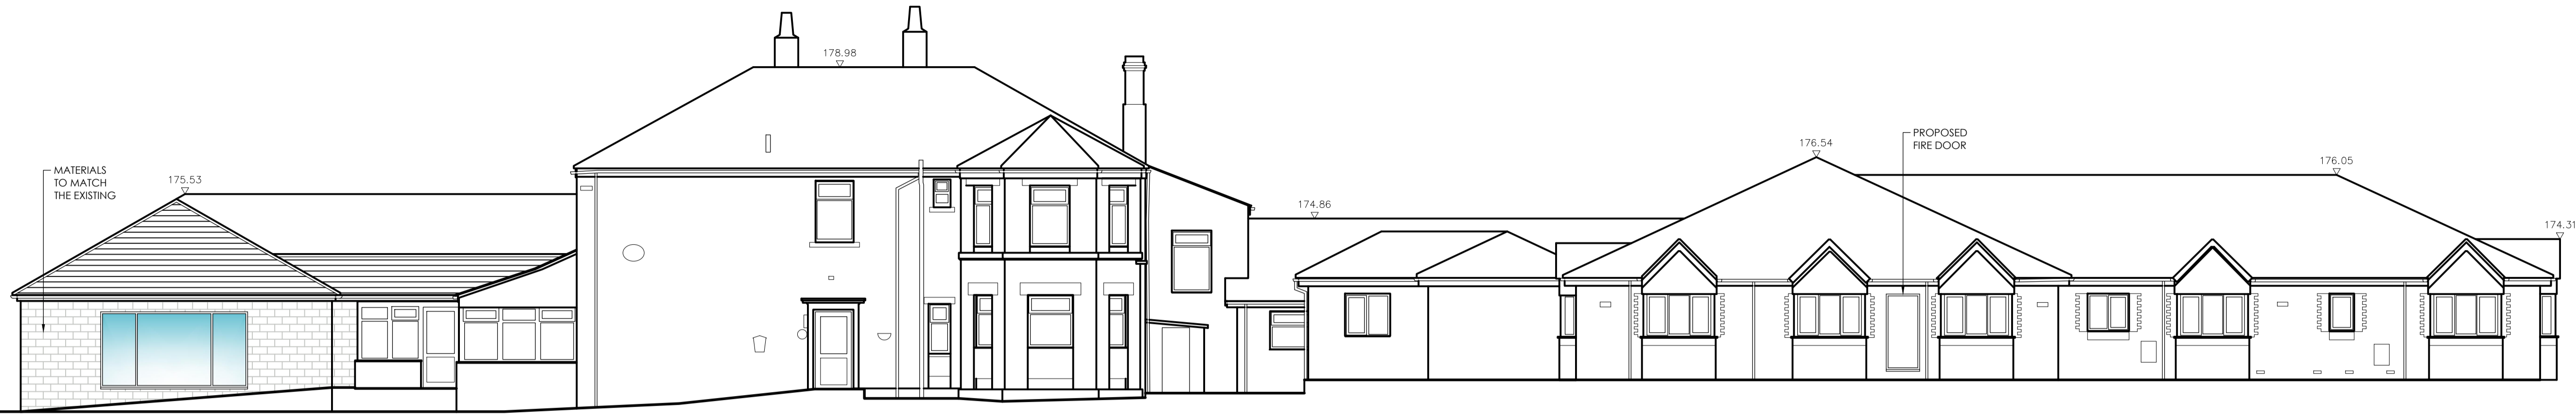 MATERIALS
TO MATCH
THE EXISTING
175.53
178.98
174.86
176.54
PROPOSED
FIRE DOOR
176.05
174.31